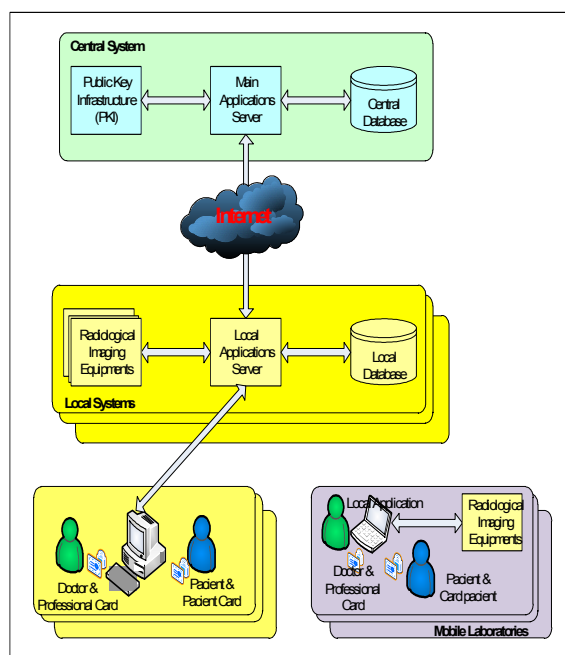 Central System
Public Key
Infrastructure
(PKI)
Main
Applications
Server
Central
Database
Internet
Radiological
Imaging
Equipments
Local
Applications
Server
Local
Database
Local Systems
Doctor &
Professional Card
Pacient &
Pacient Card
Local Application
Radiological
Imaging
Equipments
Doctor &
Professional
Card
Pacient &
Card pacient
Mobile Laboratories